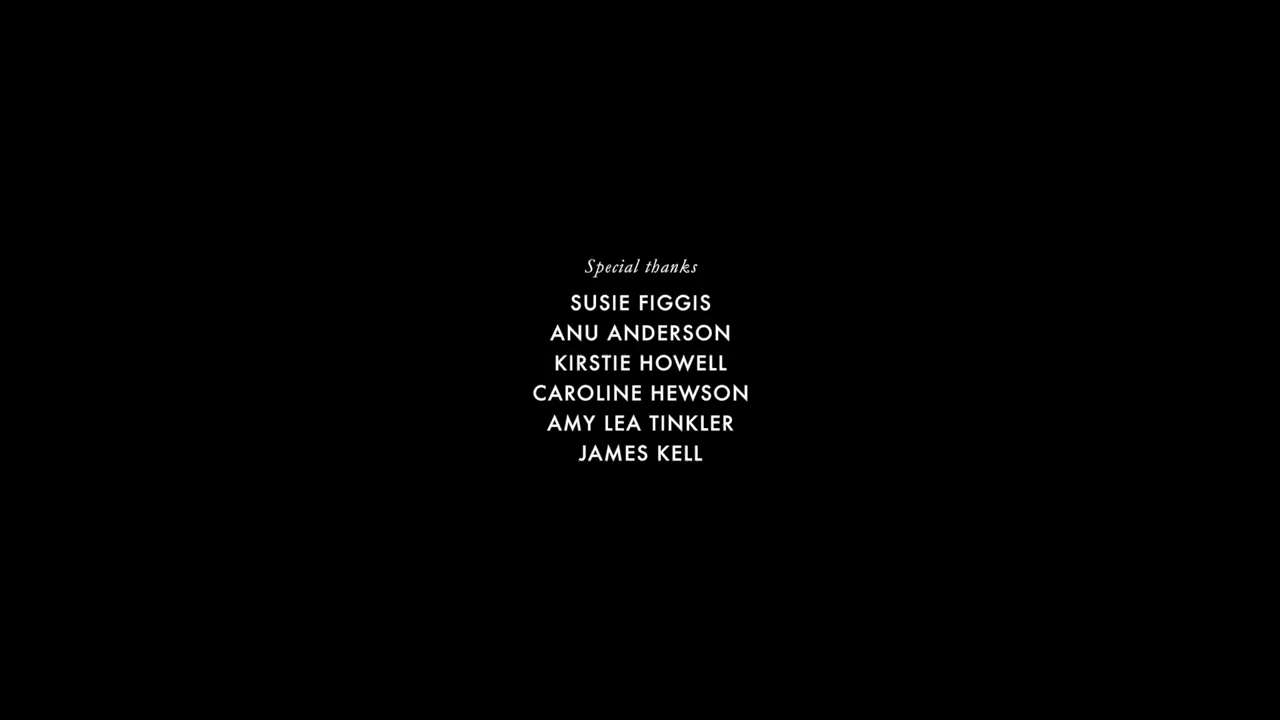 Special thanks
SUSIE FIGGIS
ANU ANDERSON
KIRSTIE HOWELL
CAROLINE HEWSON
AMY LEA TINKLER
JAMES KELL